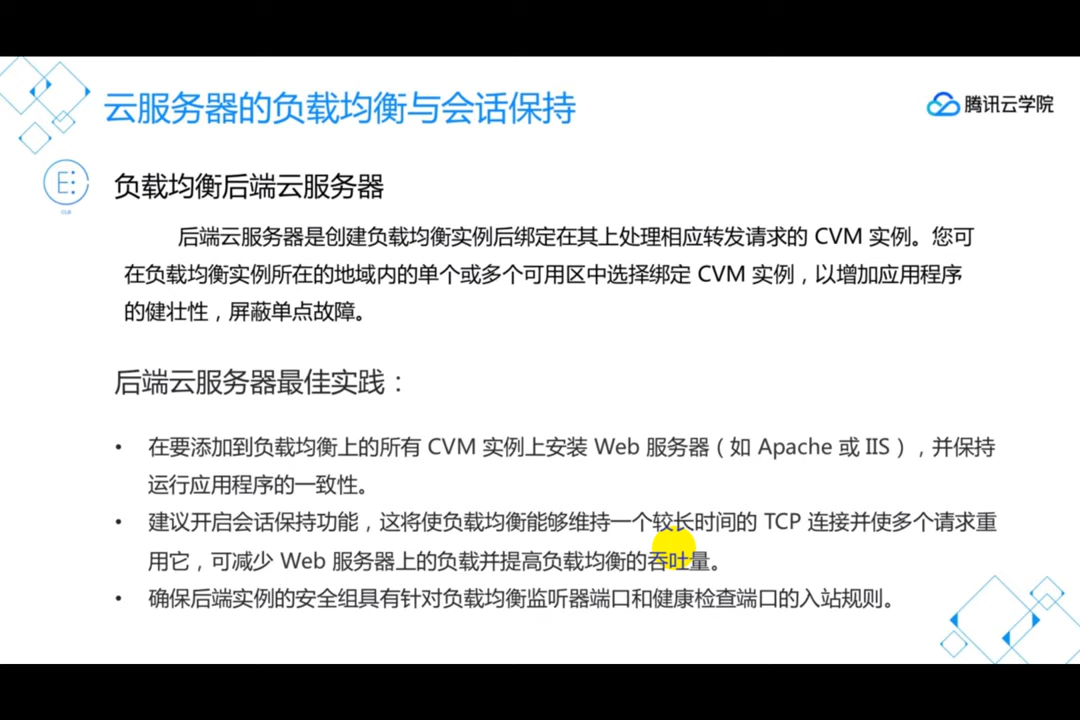 云服务器的负载均衡与会话保持
腾讯云学院
E
CLB
负载均衡后端云服务器
后端云服务器是创建负载均衡实例后绑定在其上处理相应转发请求的 CVM 实例。您可
在负载均衡实例所在的地域内的单个或多个可用区中选择绑定 CVM 实例，以增加应用程序
的健壮性，屏蔽单点故障。
后端云服务器最佳实践：
• 在要添加到负载均衡上的所有 CVM 实例上安装 Web 服务器（如 Apache 或 IIS），并保持
运行应用程序的一致性。
• 建议开启会话保持功能，这将使负载均衡能够维持一个较长时间的 TCP 连接并使多个请求重
用它，可减少 Web 服务器上的负载并提高负载均衡的吞吐量。
• 确保后端实例的安全组具有针对负载均衡监听器端口和健康检查端口的入站规则。